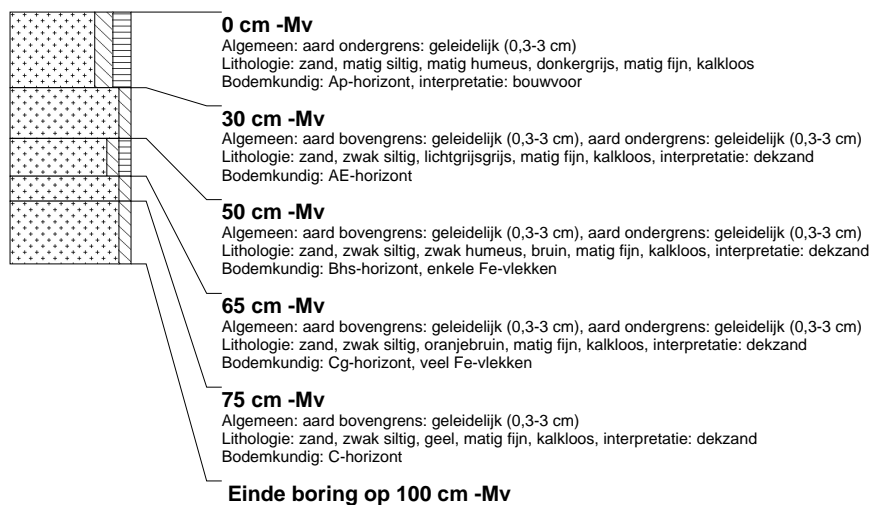 0 cm -Mv
Algemeen: aard ondergrens: geleidelijk (0,3-3 cm)
Lithologie: zand, matig siltig, matig humeus, donkergrijs, matig fijn, kalkloos
Bodemkundig: Ap-horizont, interpretatie: bouwvoor
30 cm -Mv
Algemeen: aard bovengrens: geleidelijk (0,3-3 cm), aard ondergrens: geleidelijk (0,3-3 cm)
Lithologie: zand, zwak siltig, lichtgrijsgrijs, matig fijn, kalkloos, interpretatie: dekzand
Bodemkundig: AE-horizont
50 cm -Mv
Algemeen: aard bovengrens: geleidelijk (0,3-3 cm), aard ondergrens: geleidelijk (0,3-3 cm)
Lithologie: zand, zwak siltig, zwak humeus, bruin, matig fijn, kalkloos, interpretatie: dekzand
Bodemkundig: Bhs-horizont, enkele Fe-vlekken
65 cm -Mv
Algemeen: aard bovengrens: geleidelijk (0,3-3 cm), aard ondergrens: geleidelijk (0,3-3 cm)
Lithologie: zand, zwak siltig, oranjebruin, matig fijn, kalkloos, interpretatie: dekzand
Bodemkundig: Cg-horizont, veel Fe-vlekken
75 cm -Mv
Algemeen: aard bovengrens: geleidelijk (0,3-3 cm)
Lithologie: zand, zwak siltig, geel, matig fijn, kalkloos, interpretatie: dekzand
Bodemkundig: C-horizont
Einde boring op 100 cm -Mv